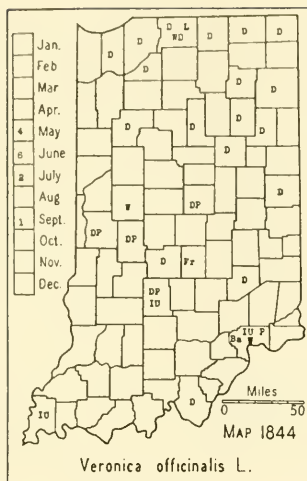 D L
WD D D D
D D
D
D D
D D D
D
D
W DP
DP DP
D Fr
D
DP
IU
IU P
Ba W
IU D
4
6
2
1
Jan.
Feb
Mar
Apr.
May
June
July
Aug
Sept.
Oct.
Nov.
Dec.
Miles
0 50
MAP 1844
Veronica officinalis L.